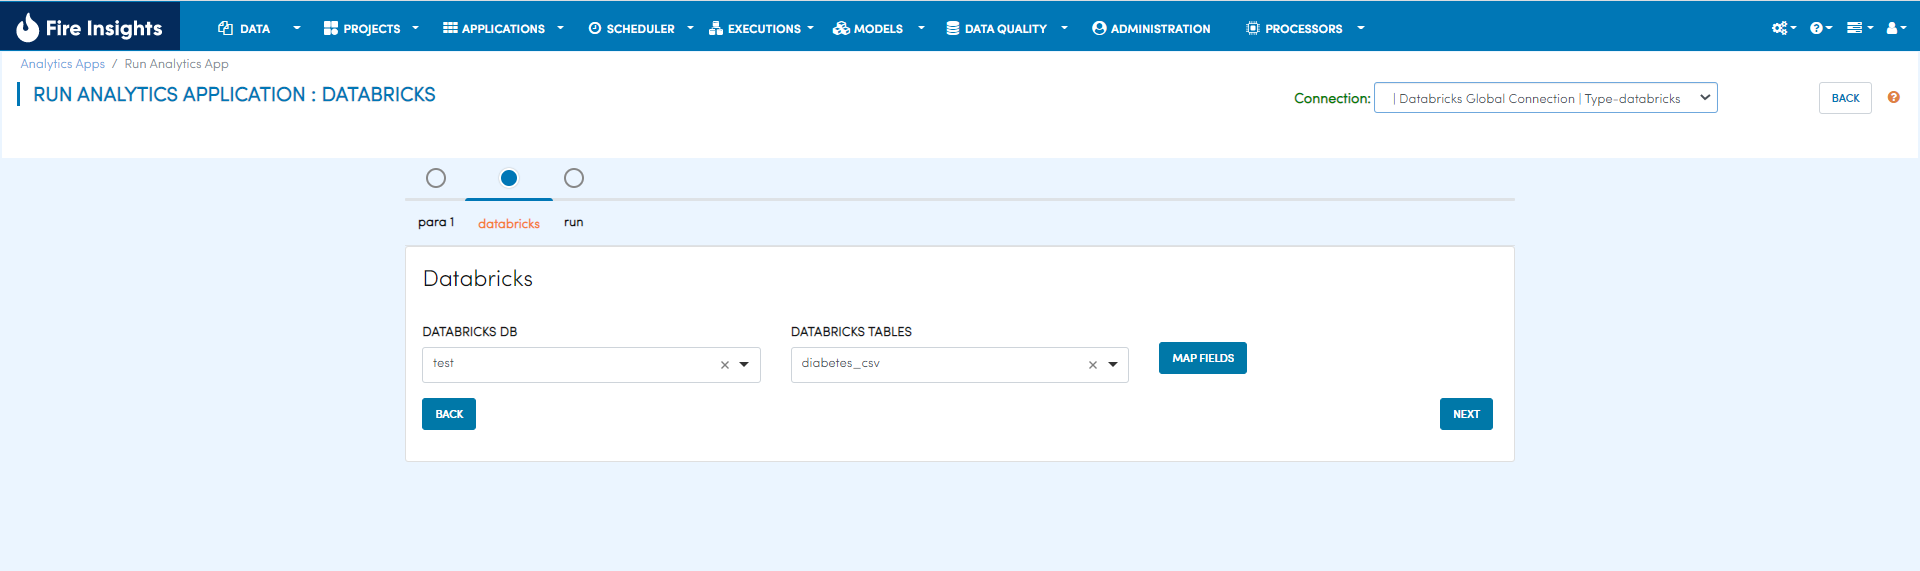 Fire Insights DATA PROJECTS APPLICATIONS SCHEDULER EXECUTIONS MODELS DATA QUALITY ADMINISTRATION PROCESSORS
Analytics Apps / Run Analytics App
RUN ANALYTICS APPLICATION : DATABRICKS
Connection: | Databricks Global Connection | Type-databricks BACK
para 1 databricks run
Databricks
DATABRICKS DB DATABRICKS TABLES
test diabetes_csv MAP FIELDS
BACK NEXT